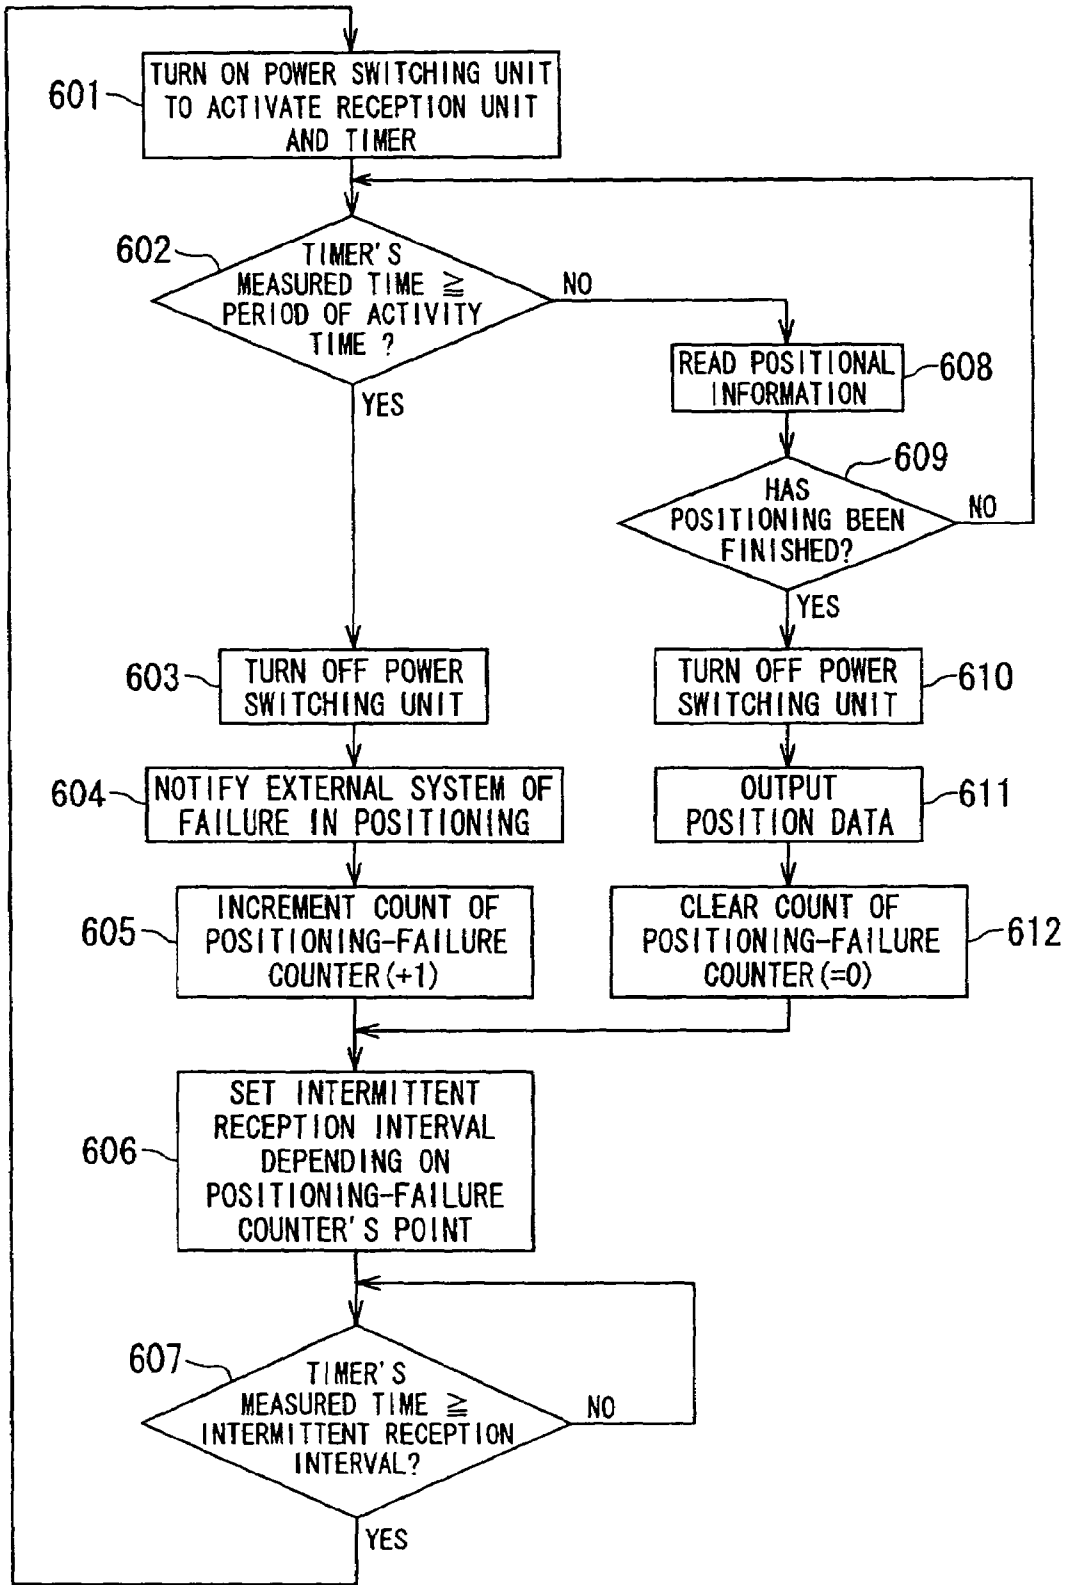 601
TURN ON POWER SWITCHING UNIT
TO ACTIVATE RECEPTION UNIT
AND TIMER
602
TIMER'S
MEASURED TIME ≧
PERIOD OF ACTIVITY
TIME ?
NO
YES
READ POSITIONAL
INFORMATION
608
609
HAS
POSITIONING BEEN
FINISHED?
NO
YES
603
TURN OFF POWER
SWITCHING UNIT
TURN OFF POWER
SWITCHING UNIT
610
604
NOTIFY EXTERNAL SYSTEM OF
FAILURE IN POSITIONING
OUTPUT
POSITION DATA
611
605
INCREMENT COUNT OF
POSITIONING-FAILURE
COUNTER(+1)
CLEAR COUNT OF
POSITIONING-FAILURE
COUNTER(=0)
612
606
SET INTERMITTENT
RECEPTION INTERVAL
DEPENDING ON
POSITIONING-FAILURE
COUNTER'S POINT
607
TIMER'S
MEASURED TIME ≧
INTERMITTENT RECEPTION
INTERVAL?
NO
YES